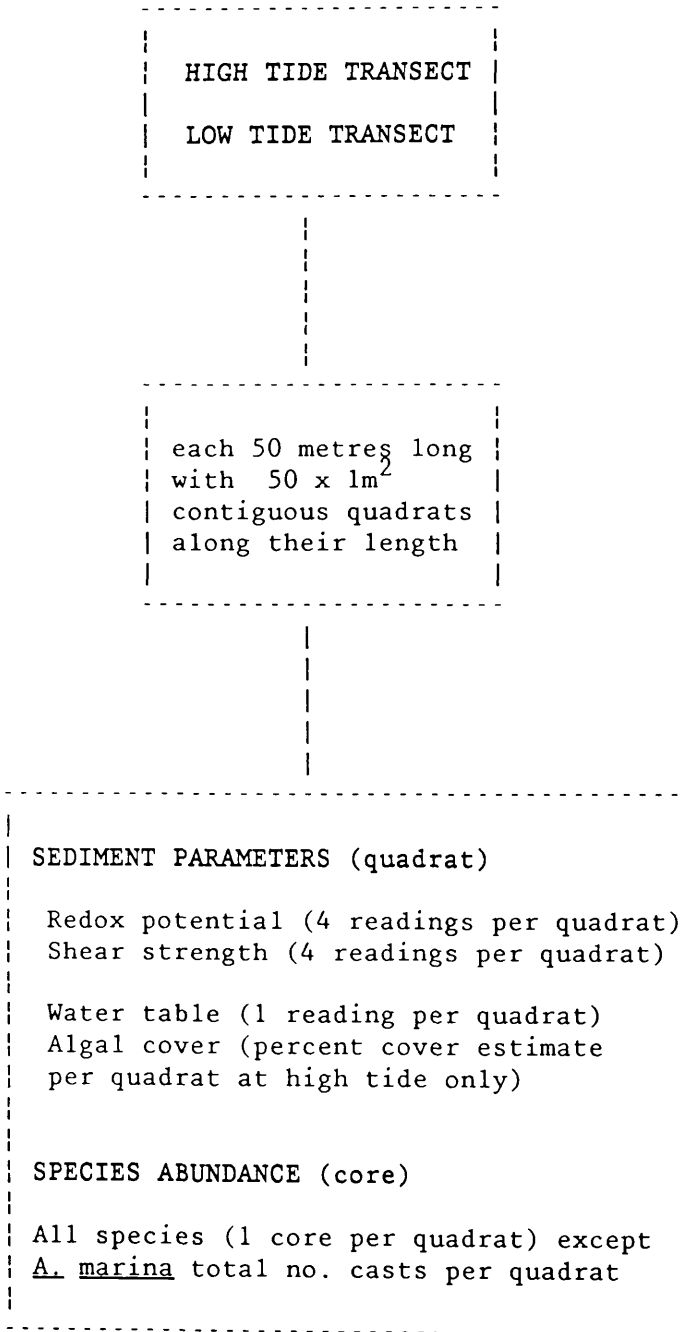 HIGH TIDE TRANSECT
LOW TIDE TRANSECT
each 50 metres long
with 50 x 1m²
contiguous quadrats
along their length
SEDIMENT PARAMETERS (quadrat)
Redox potential (4 readings per quadrat)
Shear strength (4 readings per quadrat)
Water table (1 reading per quadrat)
Algal cover (percent cover estimate
per quadrat at high tide only)
SPECIES ABUNDANCE (core)
All species (1 core per quadrat) except
A. marina total no. casts per quadrat